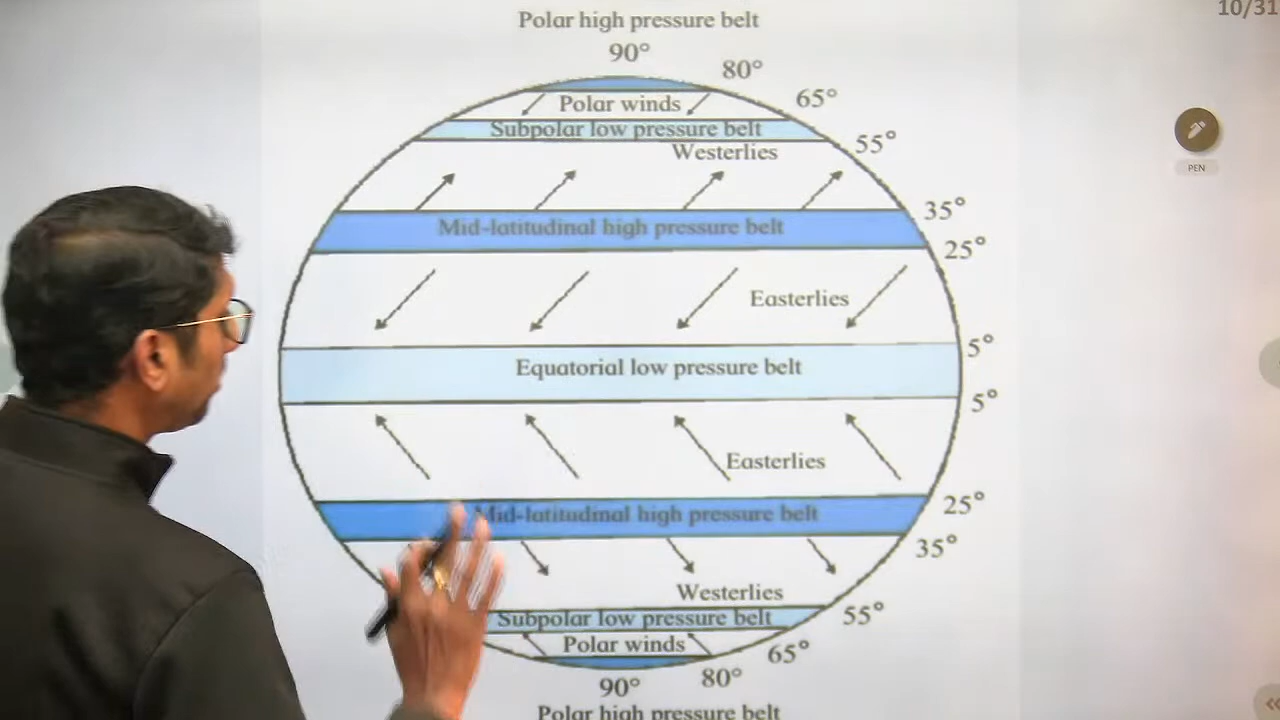 10/31
Polar high pressure belt
90°
80°
Polar winds
65°
Subpolar low pressure belt
55°
Westerlies
PEN
35°
Mid-latitudinal high pressure belt
25°
Easterlies
5°
Equatorial low pressure belt
5°
Easterlies
25°
Mid-latitudinal high pressure belt
35°
Westerlies
55°
Subpolar low pressure belt
Polar winds
65°
80°
90°
Polar high pressure belt